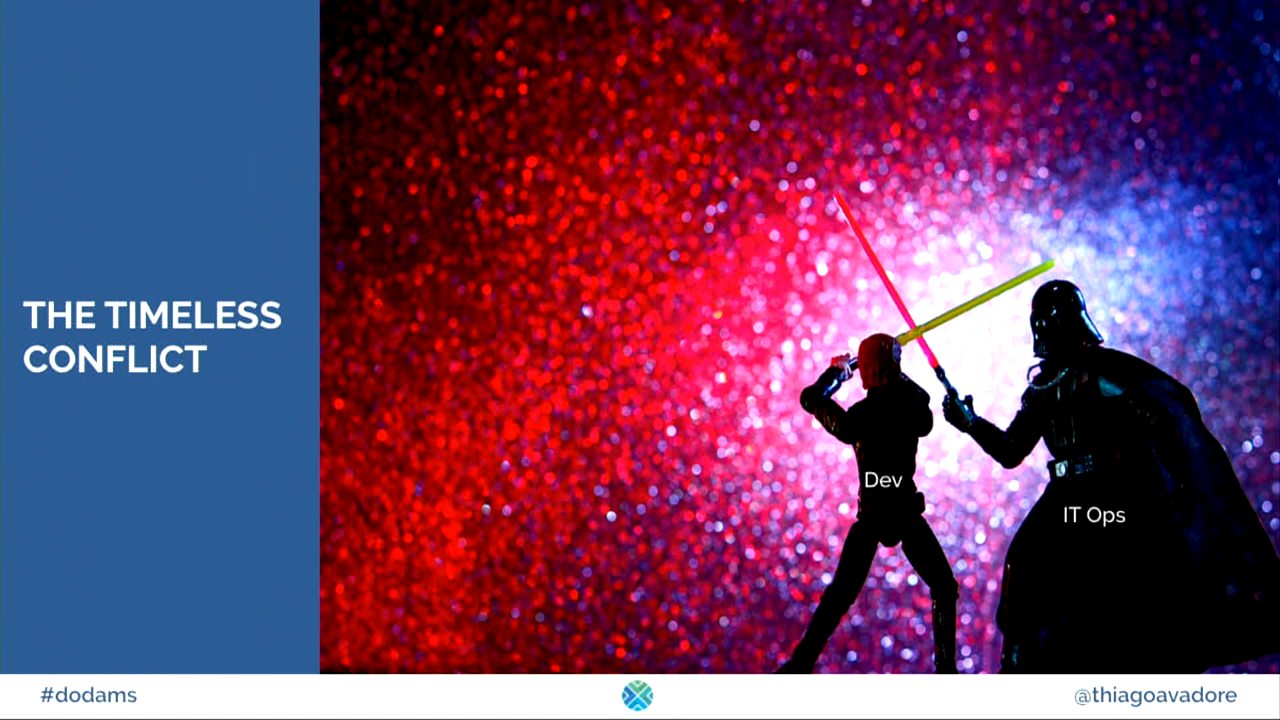 THE TIMELESS
CONFLICT
Dev
IT Ops
#dodams
@thiagoavadore